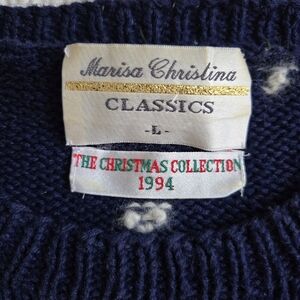 Marisa Christina
CLASSICS
-L-
THE CHRISTMAS COLLECTION
1994